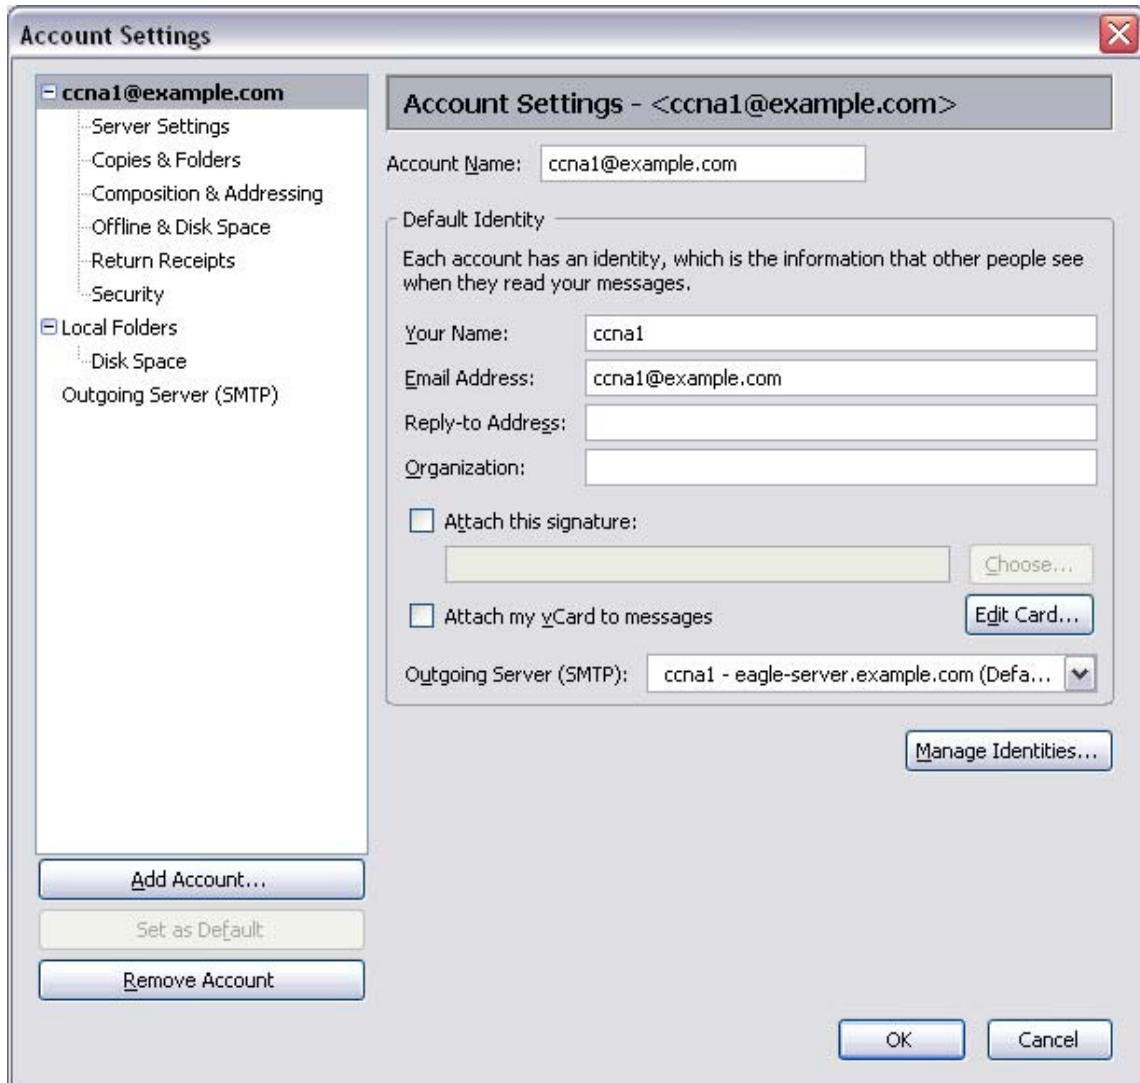 Account Settings
ccna1@example.com
Server Settings
Copies & Folders
Composition & Addressing
Offline & Disk Space
Return Receipts
Security
Local Folders
Disk Space
Outgoing Server (SMTP)
Add Account...
Set as Default
Remove Account
Account Settings - <ccna1@example.com>
Account Name: ccna1@example.com
Default Identity
Each account has an identity, which is the information that other people see
when they read your messages.
Your Name: ccna1
Email Address: ccna1@example.com
Reply-to Address:
Organization:
Attach this signature:
Choose...
Attach my vCard to messages
Edit Card...
Outgoing Server (SMTP): ccna1 - eagle-server.example.com (Defa...
Manage Identities...
OK
Cancel